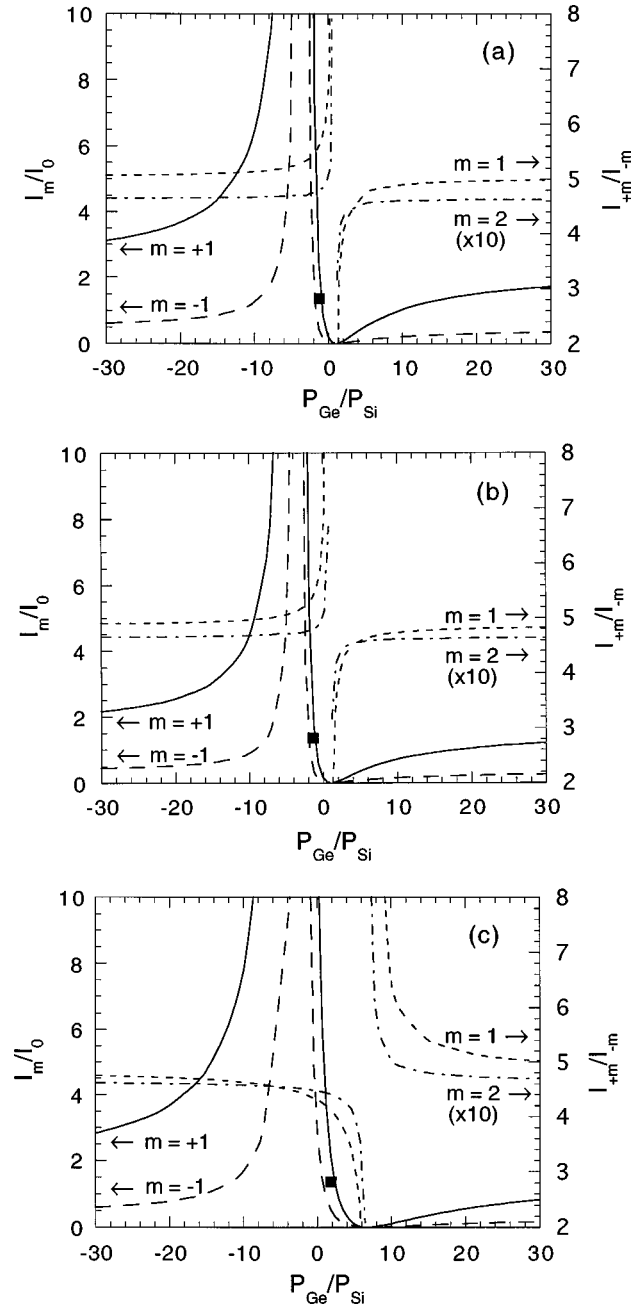 (a)
10
8
6
4
2
0
8
7
6
5
4
3
2
I_m/I_0
I_{+m}/I_{-m}
m = 1 →
m = 2 →
(x10)
← m = +1
← m = -1
-30 -20 -10 0 10 20 30
P_Ge/P_Si
(b)
10
8
6
4
2
0
8
7
6
5
4
3
2
I_m/I_0
I_{+m}/I_{-m}
m = 1 →
m = 2 →
(x10)
← m = +1
← m = -1
-30 -20 -10 0 10 20 30
P_Ge/P_Si
(c)
10
8
6
4
2
0
8
7
6
5
4
3
2
I_m/I_0
I_{+m}/I_{-m}
m = 1 →
m = 2 →
(x10)
← m = +1
← m = -1
-30 -20 -10 0 10 20 30
P_Ge/P_Si